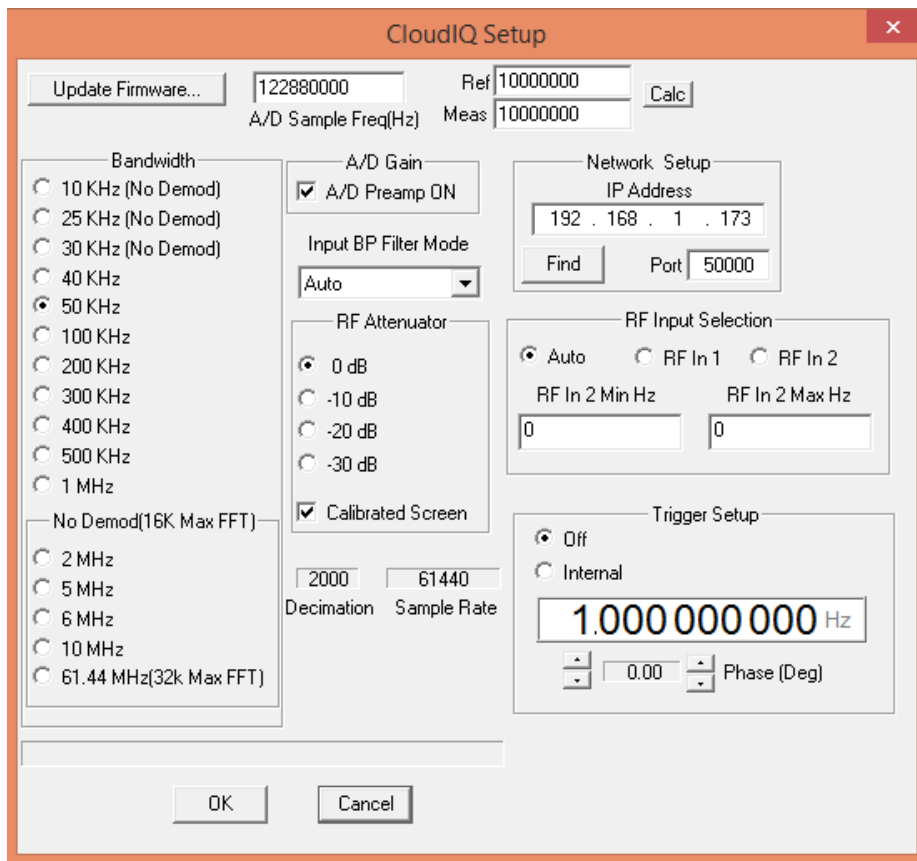 CloudIQ Setup
Update Firmware...
122880000
A/D Sample Freq(Hz)
Ref 10000000
Meas 10000000
Calc
Bandwidth
10 KHz (No Demod)
25 KHz (No Demod)
30 KHz (No Demod)
40 KHz
50 KHz
100 KHz
200 KHz
300 KHz
400 KHz
500 KHz
1 MHz
No Demod(16K Max FFT)
2 MHz
5 MHz
6 MHz
10 MHz
61.44 MHz(32k Max FFT)
A/D Gain
A/D Preamp ON
Input BP Filter Mode
Auto
RF Attenuator
0 dB
-10 dB
-20 dB
-30 dB
Calibrated Screen
2000 61440
Decimation Sample Rate
Network Setup
IP Address
192 . 168 . 1 . 173
Find Port 50000
RF Input Selection
Auto RF In 1 RF In 2
RF In 2 Min Hz RF In 2 Max Hz
0 0
Trigger Setup
Off
Internal
1.000 000 000 Hz
0.00 Phase (Deg)
OK Cancel